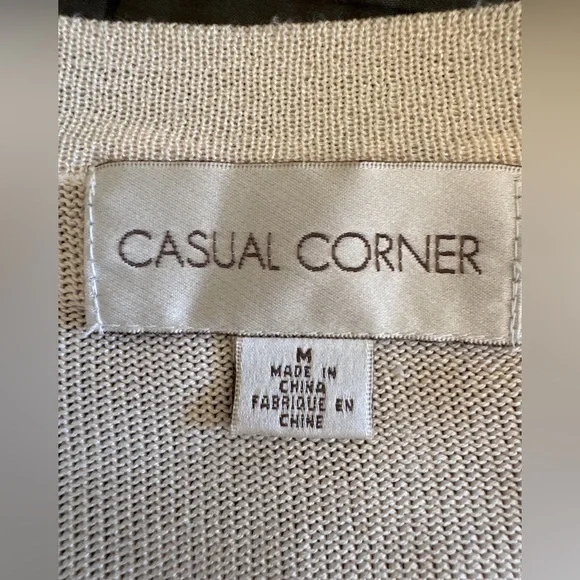 CASUAL CORNER
M
MADE IN
CHINA
FABRIQUE EN
CHINE